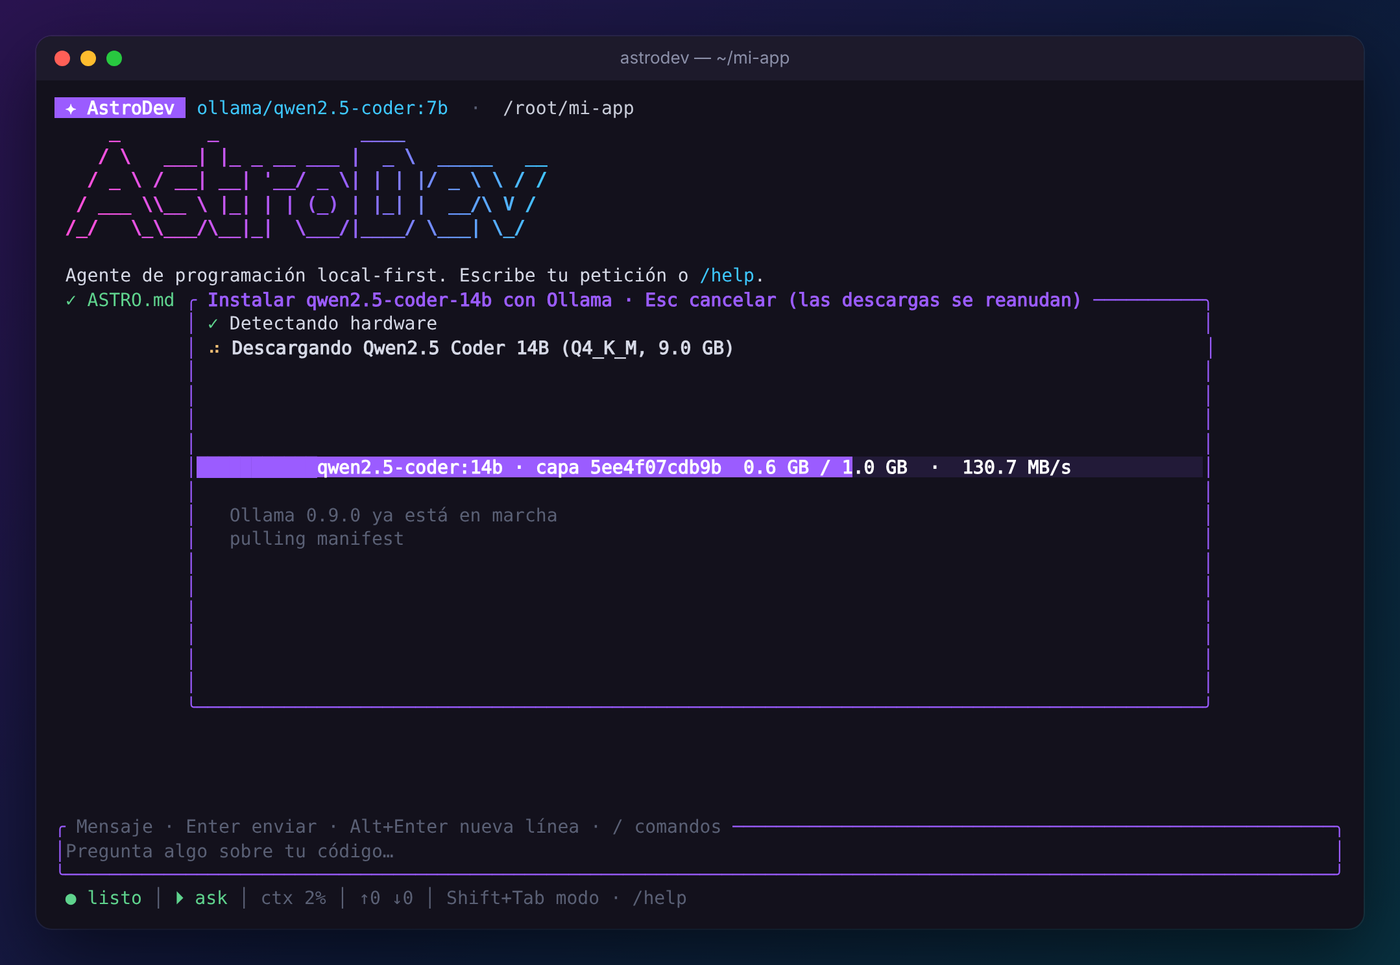 astrodev — ~/mi-app
✦ AstroDev ollama/qwen2.5-coder:7b · /root/mi-app
AstroDev
Agente de programación local-first. Escribe tu petición o /help.
✓ ASTRO.md
Instalar qwen2.5-coder-14b con Ollama · Esc cancelar (las descargas se reanudan)
✓ Detectando hardware
Descargando Qwen2.5 Coder 14B (Q4_K_M, 9.0 GB)
qwen2.5-coder:14b · capa 5ee4f07cdb9b 0.6 GB / 1.0 GB · 130.7 MB/s
Ollama 0.9.0 ya está en marcha
pulling manifest
Mensaje · Enter enviar · Alt+Enter nueva línea · / comandos
Pregunta algo sobre tu código…
● listo │ ⏵ ask │ ctx 2% │ ↑0 ↓0 │ Shift+Tab modo · /help